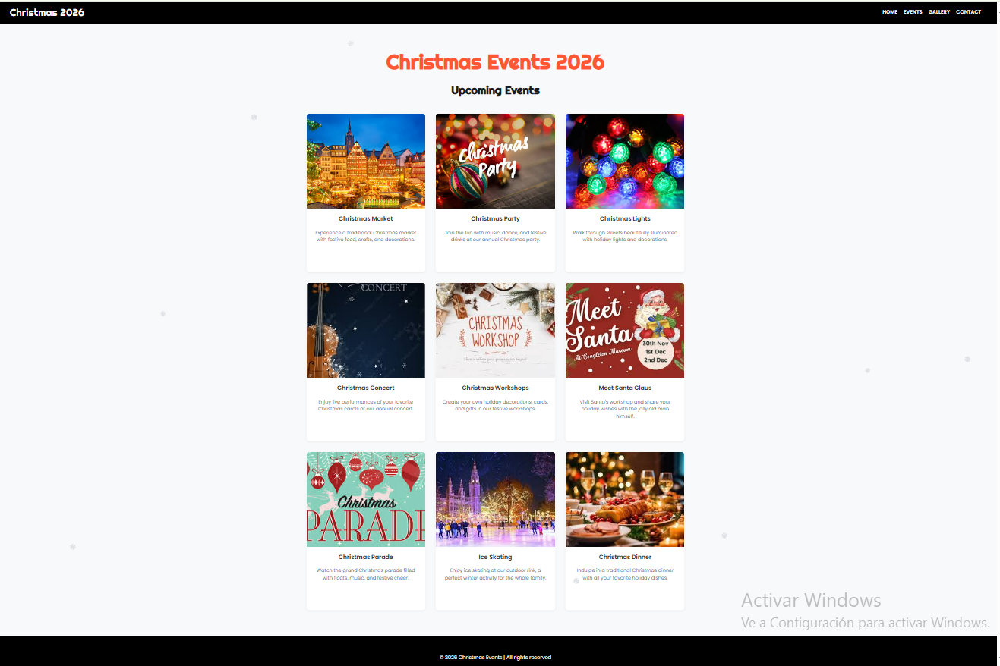 Christmas 2026
HOME EVENTS GALLERY CONTACT
Christmas Events 2026
Upcoming Events
Christmas
Party
Christmas Market
Experience a traditional Christmas market
with festive food, crafts, and decorations.
Christmas Party
Join the fun with music, dance, and festive
drinks at our annual Christmas party.
Christmas Lights
Walk through streets beautifully illuminated
with holiday lights and decorations.
CONCERT
CHRISTMAS
WORKSHOP
Meet
Santa
At Congleton Museum
30th Nov
1st Dec
2nd Dec
Christmas Concert
Enjoy live performances of your favorite
Christmas carols at our annual concert.
Christmas Workshops
Create your own holiday decorations, cards,
and gifts in our festive workshops.
Meet Santa Claus
Visit Santa's workshop and share your
holiday wishes with the jolly old man
himself.
Christmas
PARADE
Christmas Parade
Watch the grand Christmas parade filled
with floats, music, and festive cheer.
Ice Skating
Enjoy ice skating at our outdoor rink, a
perfect winter activity for the whole family.
Christmas Dinner
Indulge in a traditional Christmas dinner
with all your favorite holiday dishes.
Activar Windows
Ve a Configuración para activar Windows.
© 2026 Christmas Events | All rights reserved